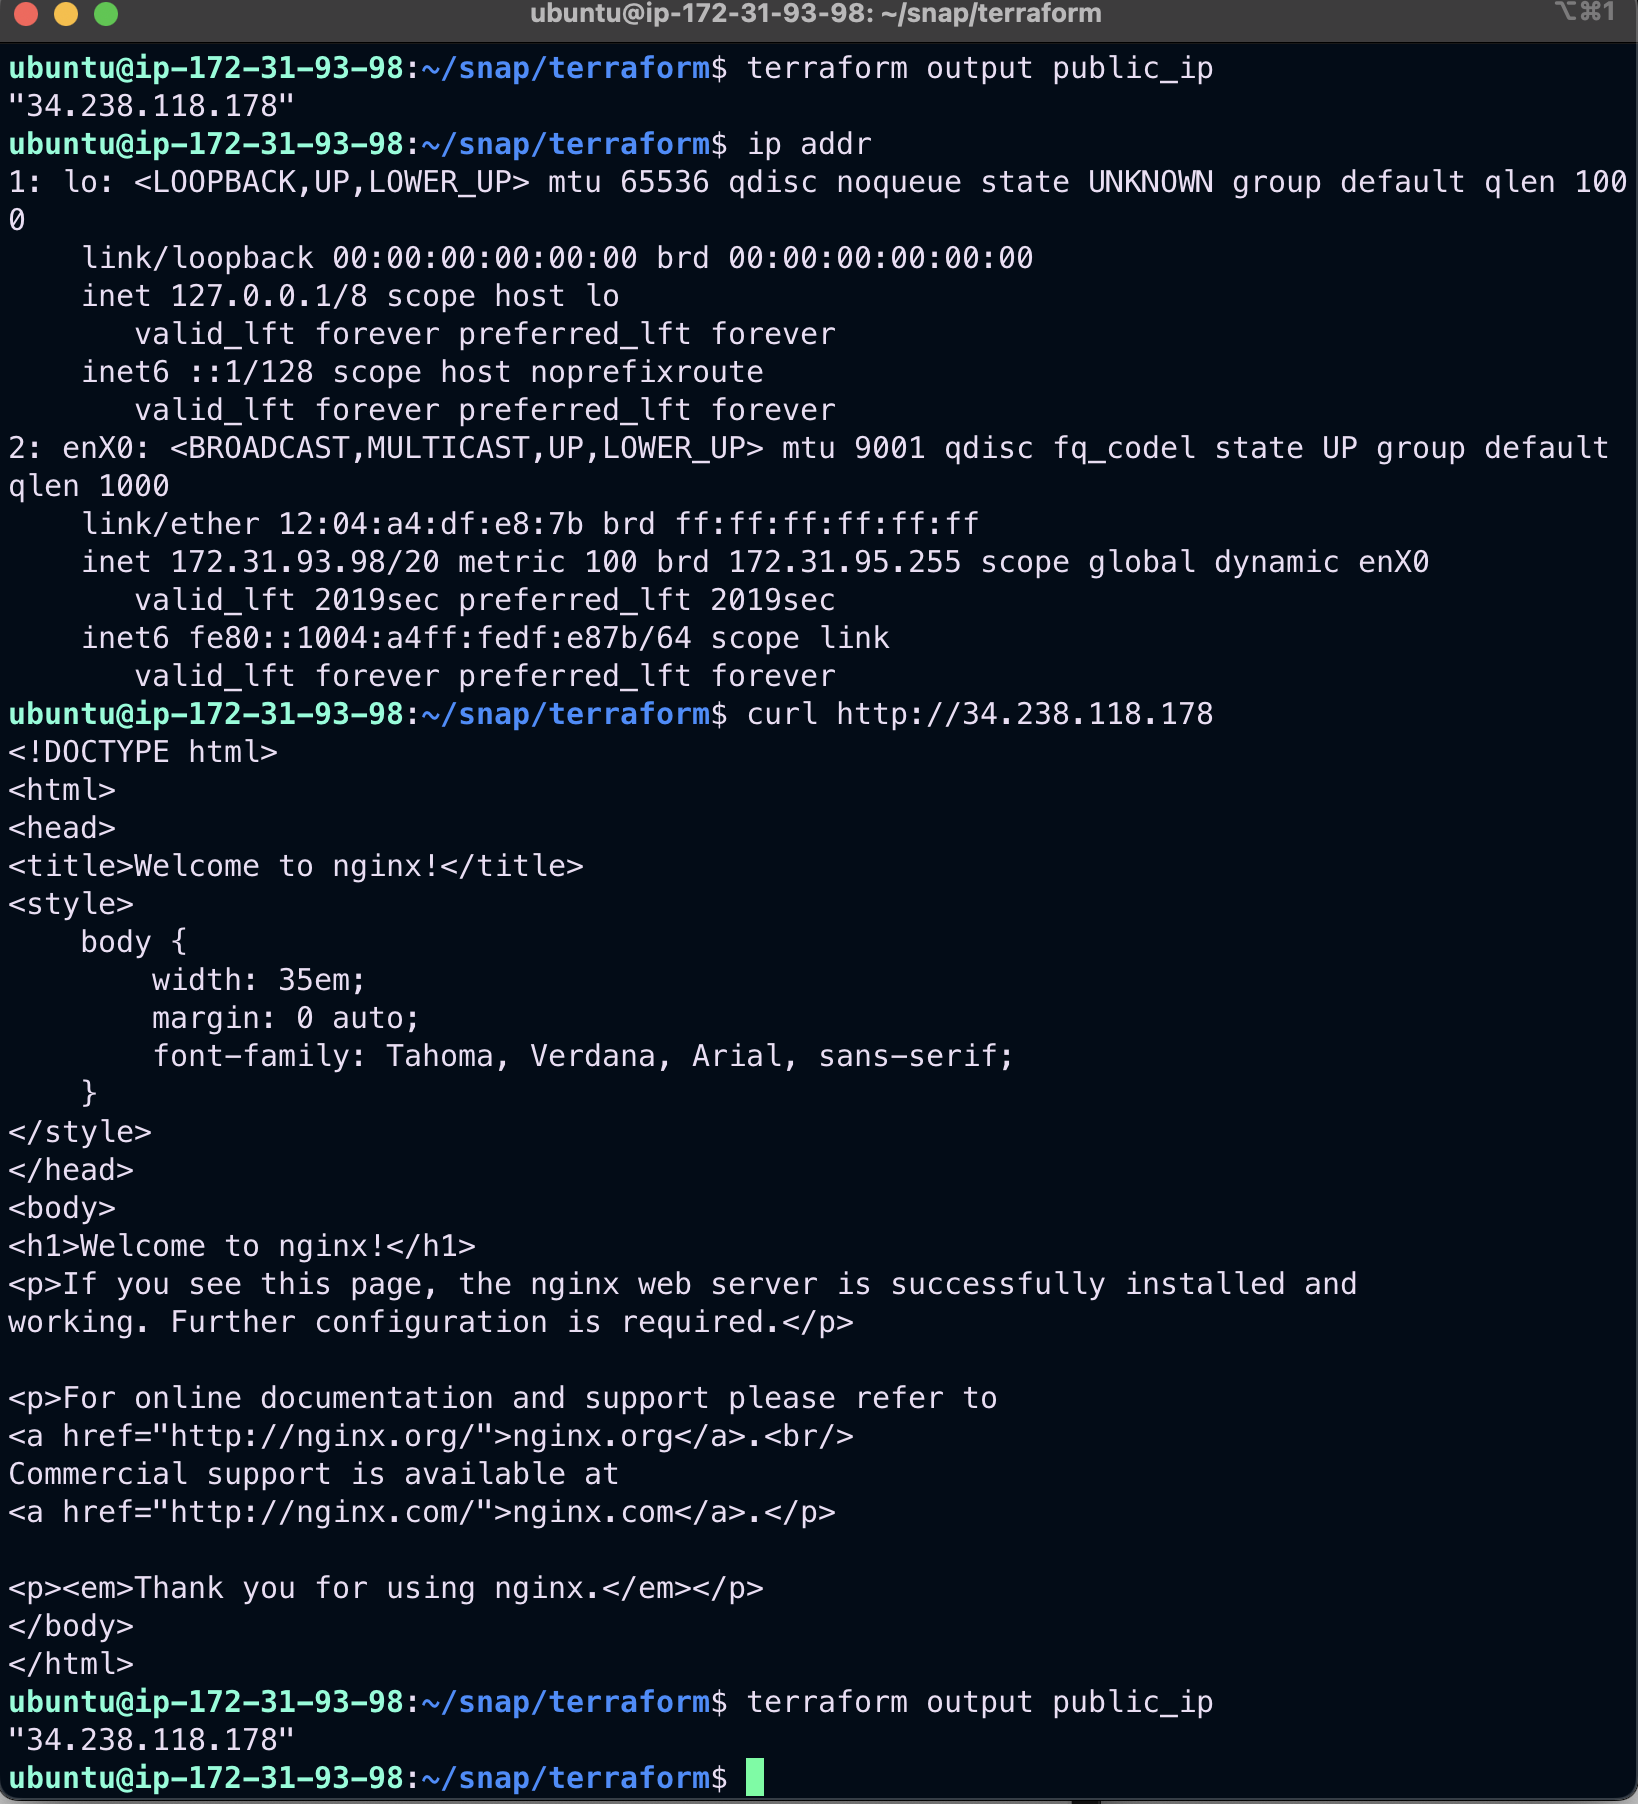 ubuntu@ip-172-31-93-98: ~/snap/terraform
⌥⌘1
ubuntu@ip-172-31-93-98:~/snap/terraform$ terraform output public_ip
"34.238.118.178"
ubuntu@ip-172-31-93-98:~/snap/terraform$ ip addr
1: lo: <LOOPBACK,UP,LOWER_UP> mtu 65536 qdisc noqueue state UNKNOWN group default qlen 100
0
    link/loopback 00:00:00:00:00:00 brd 00:00:00:00:00:00
    inet 127.0.0.1/8 scope host lo
       valid_lft forever preferred_lft forever
    inet6 ::1/128 scope host noprefixroute
       valid_lft forever preferred_lft forever
2: enX0: <BROADCAST,MULTICAST,UP,LOWER_UP> mtu 9001 qdisc fq_codel state UP group default
qlen 1000
    link/ether 12:04:a4:df:e8:7b brd ff:ff:ff:ff:ff:ff
    inet 172.31.93.98/20 metric 100 brd 172.31.95.255 scope global dynamic enX0
       valid_lft 2019sec preferred_lft 2019sec
    inet6 fe80::1004:a4ff:fedf:e87b/64 scope link
       valid_lft forever preferred_lft forever
ubuntu@ip-172-31-93-98:~/snap/terraform$ curl http://34.238.118.178
<!DOCTYPE html>
<html>
<head>
<title>Welcome to nginx!</title>
<style>
    body {
        width: 35em;
        margin: 0 auto;
        font-family: Tahoma, Verdana, Arial, sans-serif;
    }
</style>
</head>
<body>
<h1>Welcome to nginx!</h1>
<p>If you see this page, the nginx web server is successfully installed and
working. Further configuration is required.</p>

<p>For online documentation and support please refer to
<a href="http://nginx.org/">nginx.org</a>.<br/>
Commercial support is available at
<a href="http://nginx.com/">nginx.com</a>.</p>

<p><em>Thank you for using nginx.</em></p>
</body>
</html>
ubuntu@ip-172-31-93-98:~/snap/terraform$ terraform output public_ip
"34.238.118.178"
ubuntu@ip-172-31-93-98:~/snap/terraform$